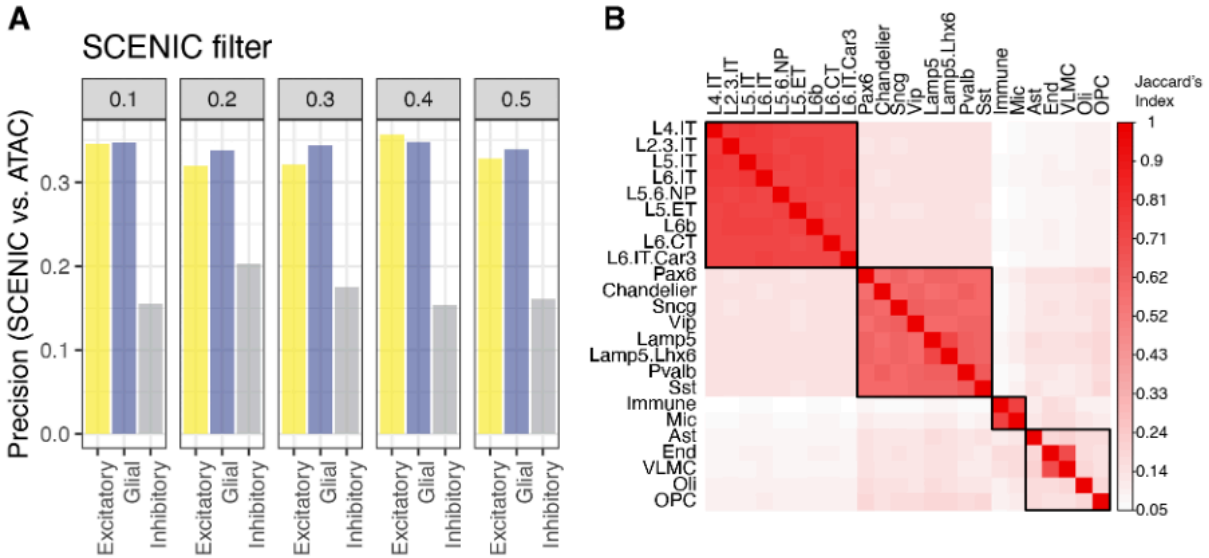 A
SCENIC filter
0.1 0.2 0.3 0.4 0.5
Precision (SCENIC vs. ATAC)
0.3
0.2
0.1
0.0
Excitatory Glial Inhibitory Excitatory Glial Inhibitory Excitatory Glial Inhibitory Excitatory Glial Inhibitory Excitatory Glial Inhibitory
B
L4.IT L2.3.IT L5.IT L6.IT L5.6.NP L5.ET L6b L6.CT L6.IT.Car3 Pax6 Chandelier Sncg Vip Lamp5 Lamp5.Lhx6 Pvalb Sst Immune Mic Ast End VLMC Oli OPC
L4.IT
L2.3.IT
L5.IT
L6.IT
L5.6.NP
L5.ET
L6b
L6.CT
L6.IT.Car3
Pax6
Chandelier
Sncg
Vip
Lamp5
Lamp5.Lhx6
Pvalb
Sst
Immune
Mic
Ast
End
VLMC
Oli
OPC
Jaccard's
Index
1
0.9
0.81
0.71
0.62
0.52
0.43
0.33
0.24
0.14
0.05